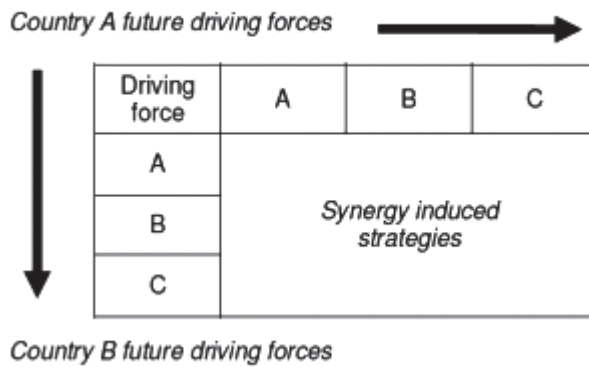 Country A future driving forces
Driving
force
A
B
C
A
B
C
Synergy induced
strategies
Country B future driving forces